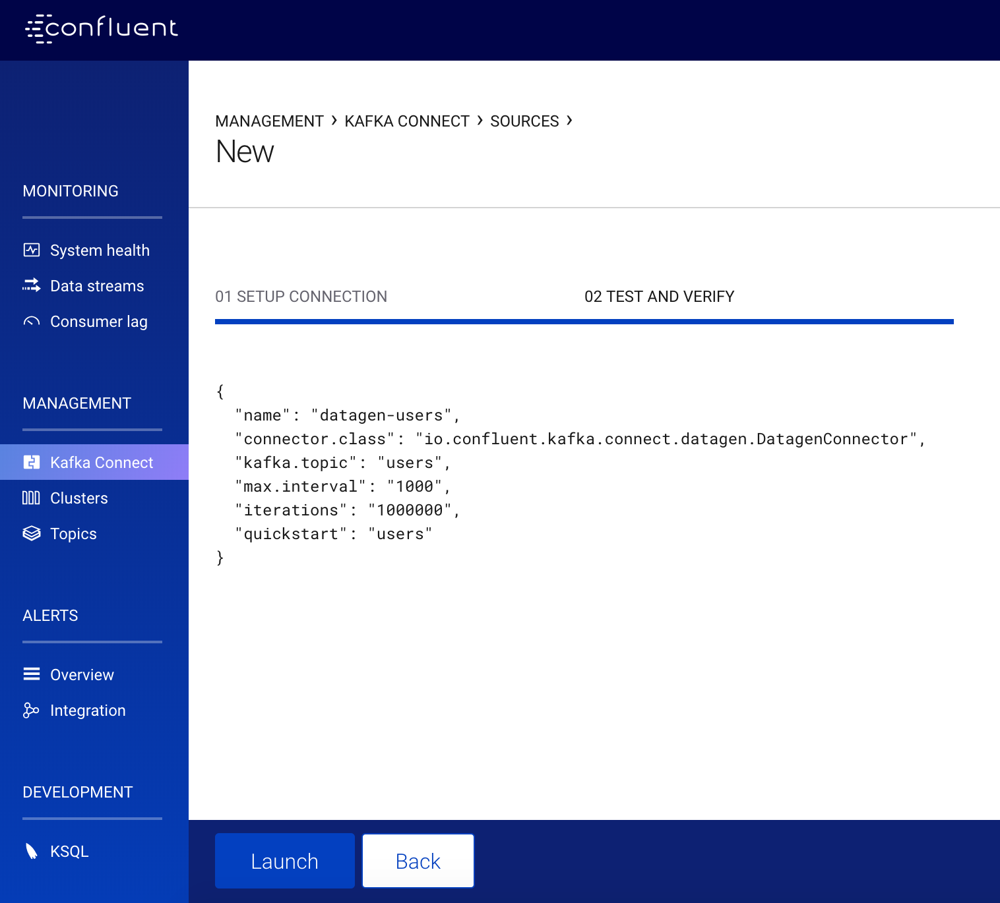 confluent
MONITORING
System health
Data streams
Consumer lag
MANAGEMENT
Kafka Connect
Clusters
Topics
ALERTS
Overview
Integration
DEVELOPMENT
KSQL
MANAGEMENT › KAFKA CONNECT › SOURCES ›
New
01 SETUP CONNECTION
02 TEST AND VERIFY
{
  "name": "datagen-users",
  "connector.class": "io.confluent.kafka.connect.datagen.DatagenConnector",
  "kafka.topic": "users",
  "max.interval": "1000",
  "iterations": "1000000",
  "quickstart": "users"
}
Launch
Back